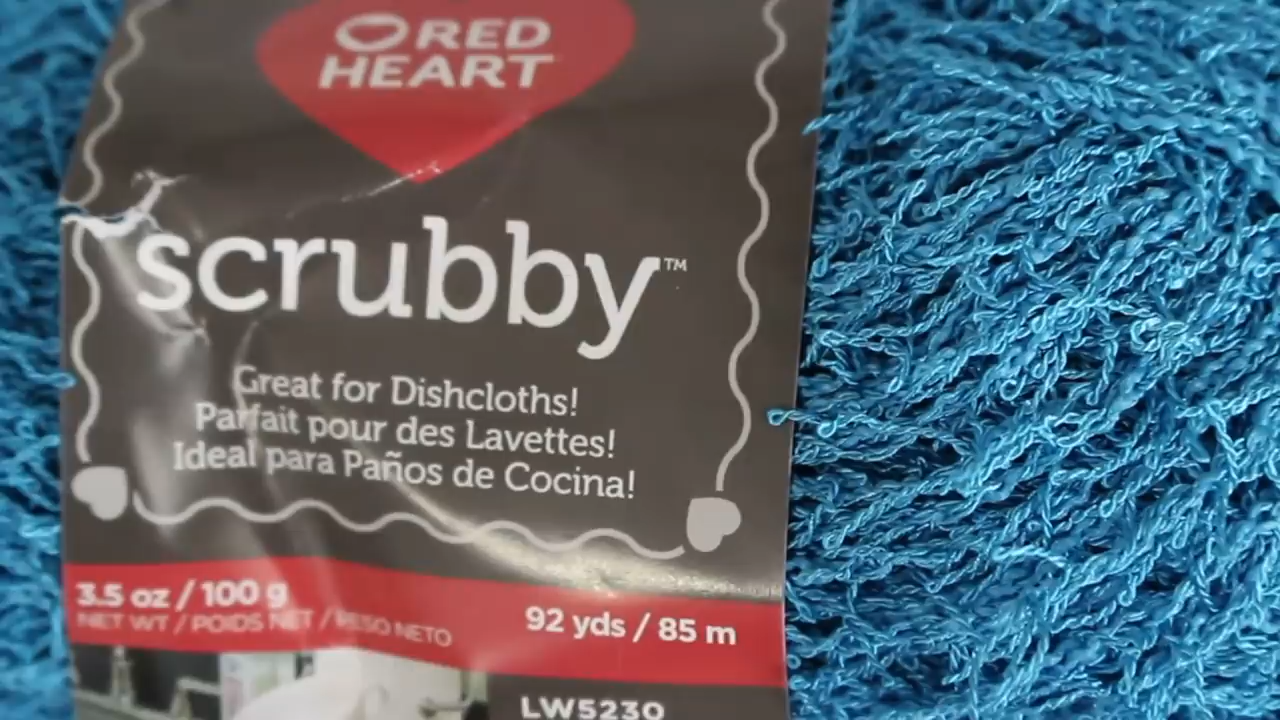 RED
HEART
scrubby™
Great for Dishcloths!
Parfait pour des Lavettes!
Ideal para Paños de Cocina!
3.5 oz / 100 g
NET WT / POIDS NET / PESO NETO
92 yds / 85 m
LW5230